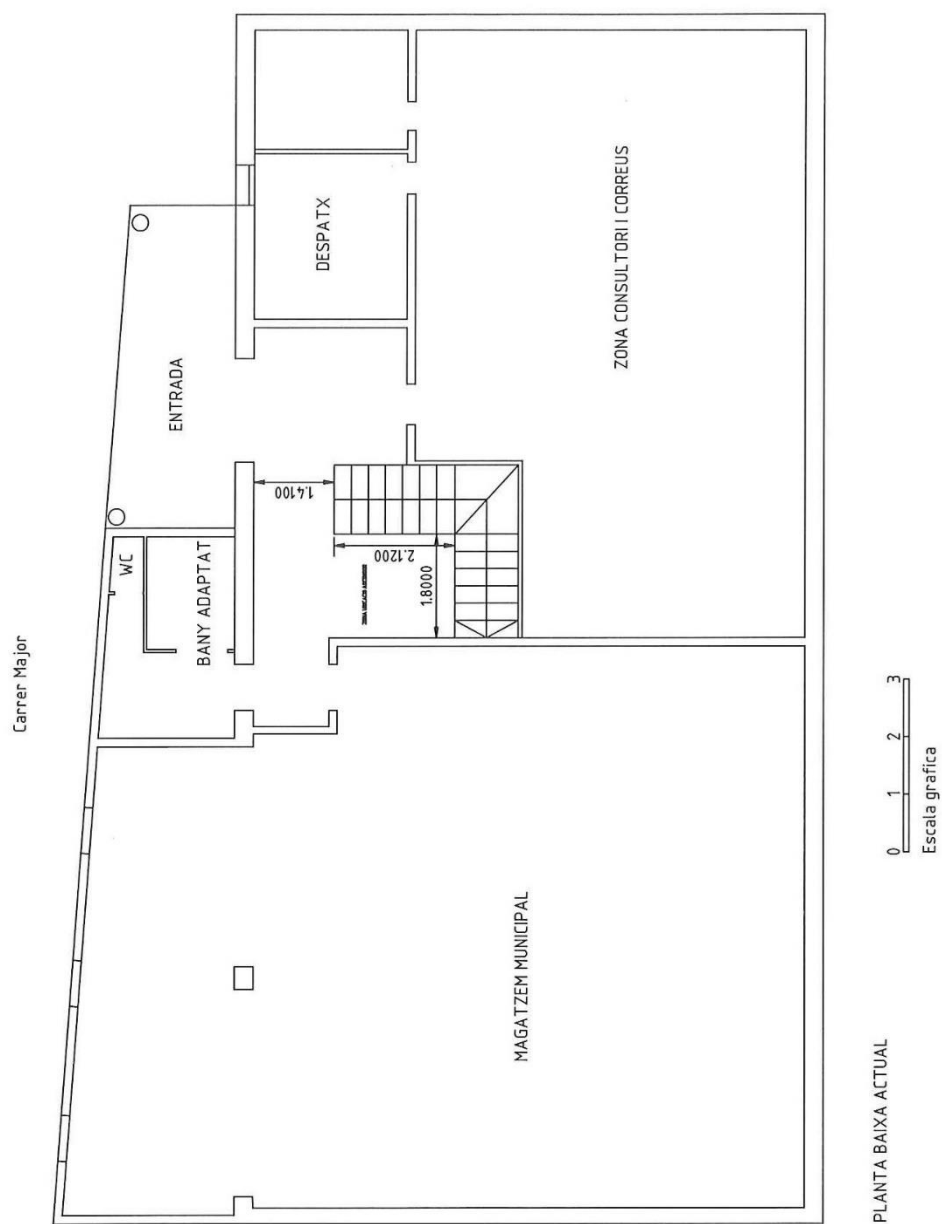 Carrer Major
WC
BANY ADAPTAT
ENTRADA
DESPATX
1.4100
2.1200
1.8000
ZONA CONSULTORI I CORREUS
MAGATZEM MUNICIPAL
PLANTA BAIXA ACTUAL
0 1 2 3
Escala grafica